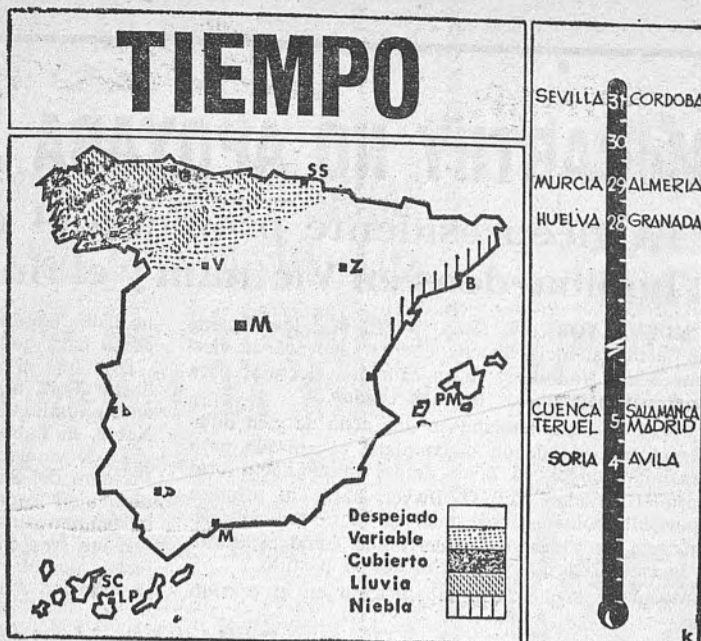 TIEMPO
SS
V
Z
B
M
PM
b
M
SC
LP
Despejado
Variable
Cubierto
Lluvia
Niebla
SEVILLA 31 CORDOBA
30
MURCIA 29 ALMERIA
HUELVA 28 GRANADA
CUENCA SALAMANCA
5
TERUEL MADRID
SORIA 4 AVILA
k